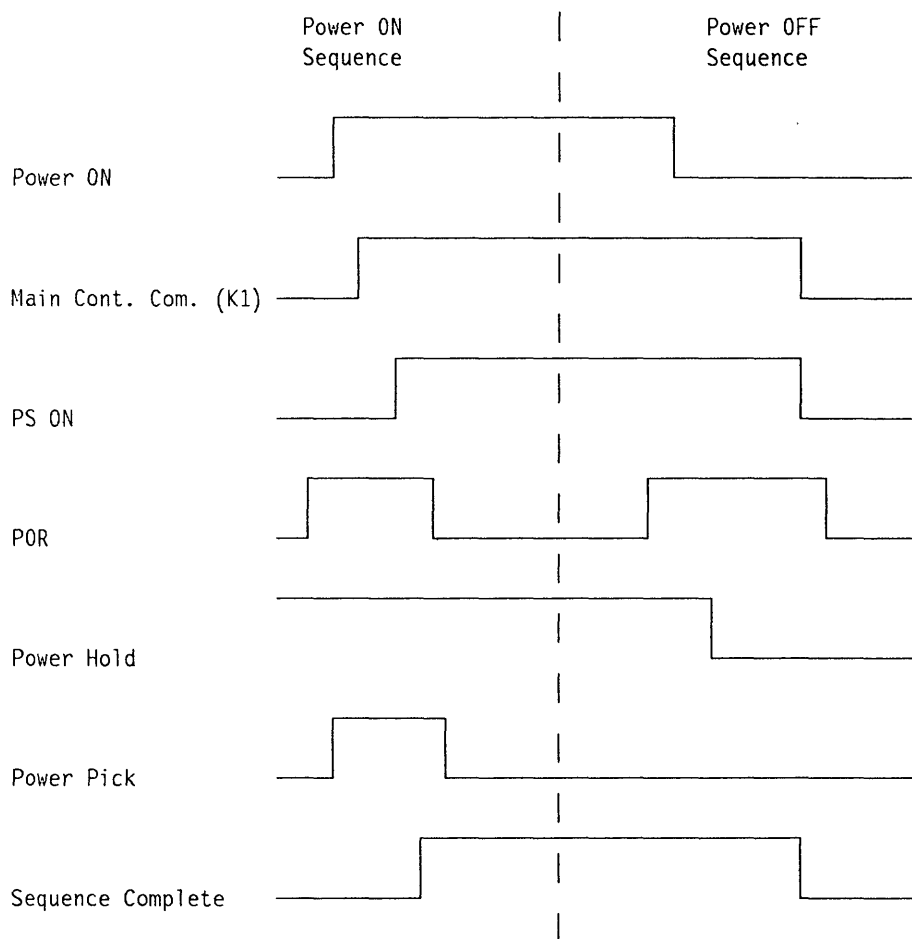 Power ON
Sequence
Power OFF
Sequence
Power ON
Main Cont. Com. (K1)
PS ON
POR
Power Hold
Power Pick
Sequence Complete